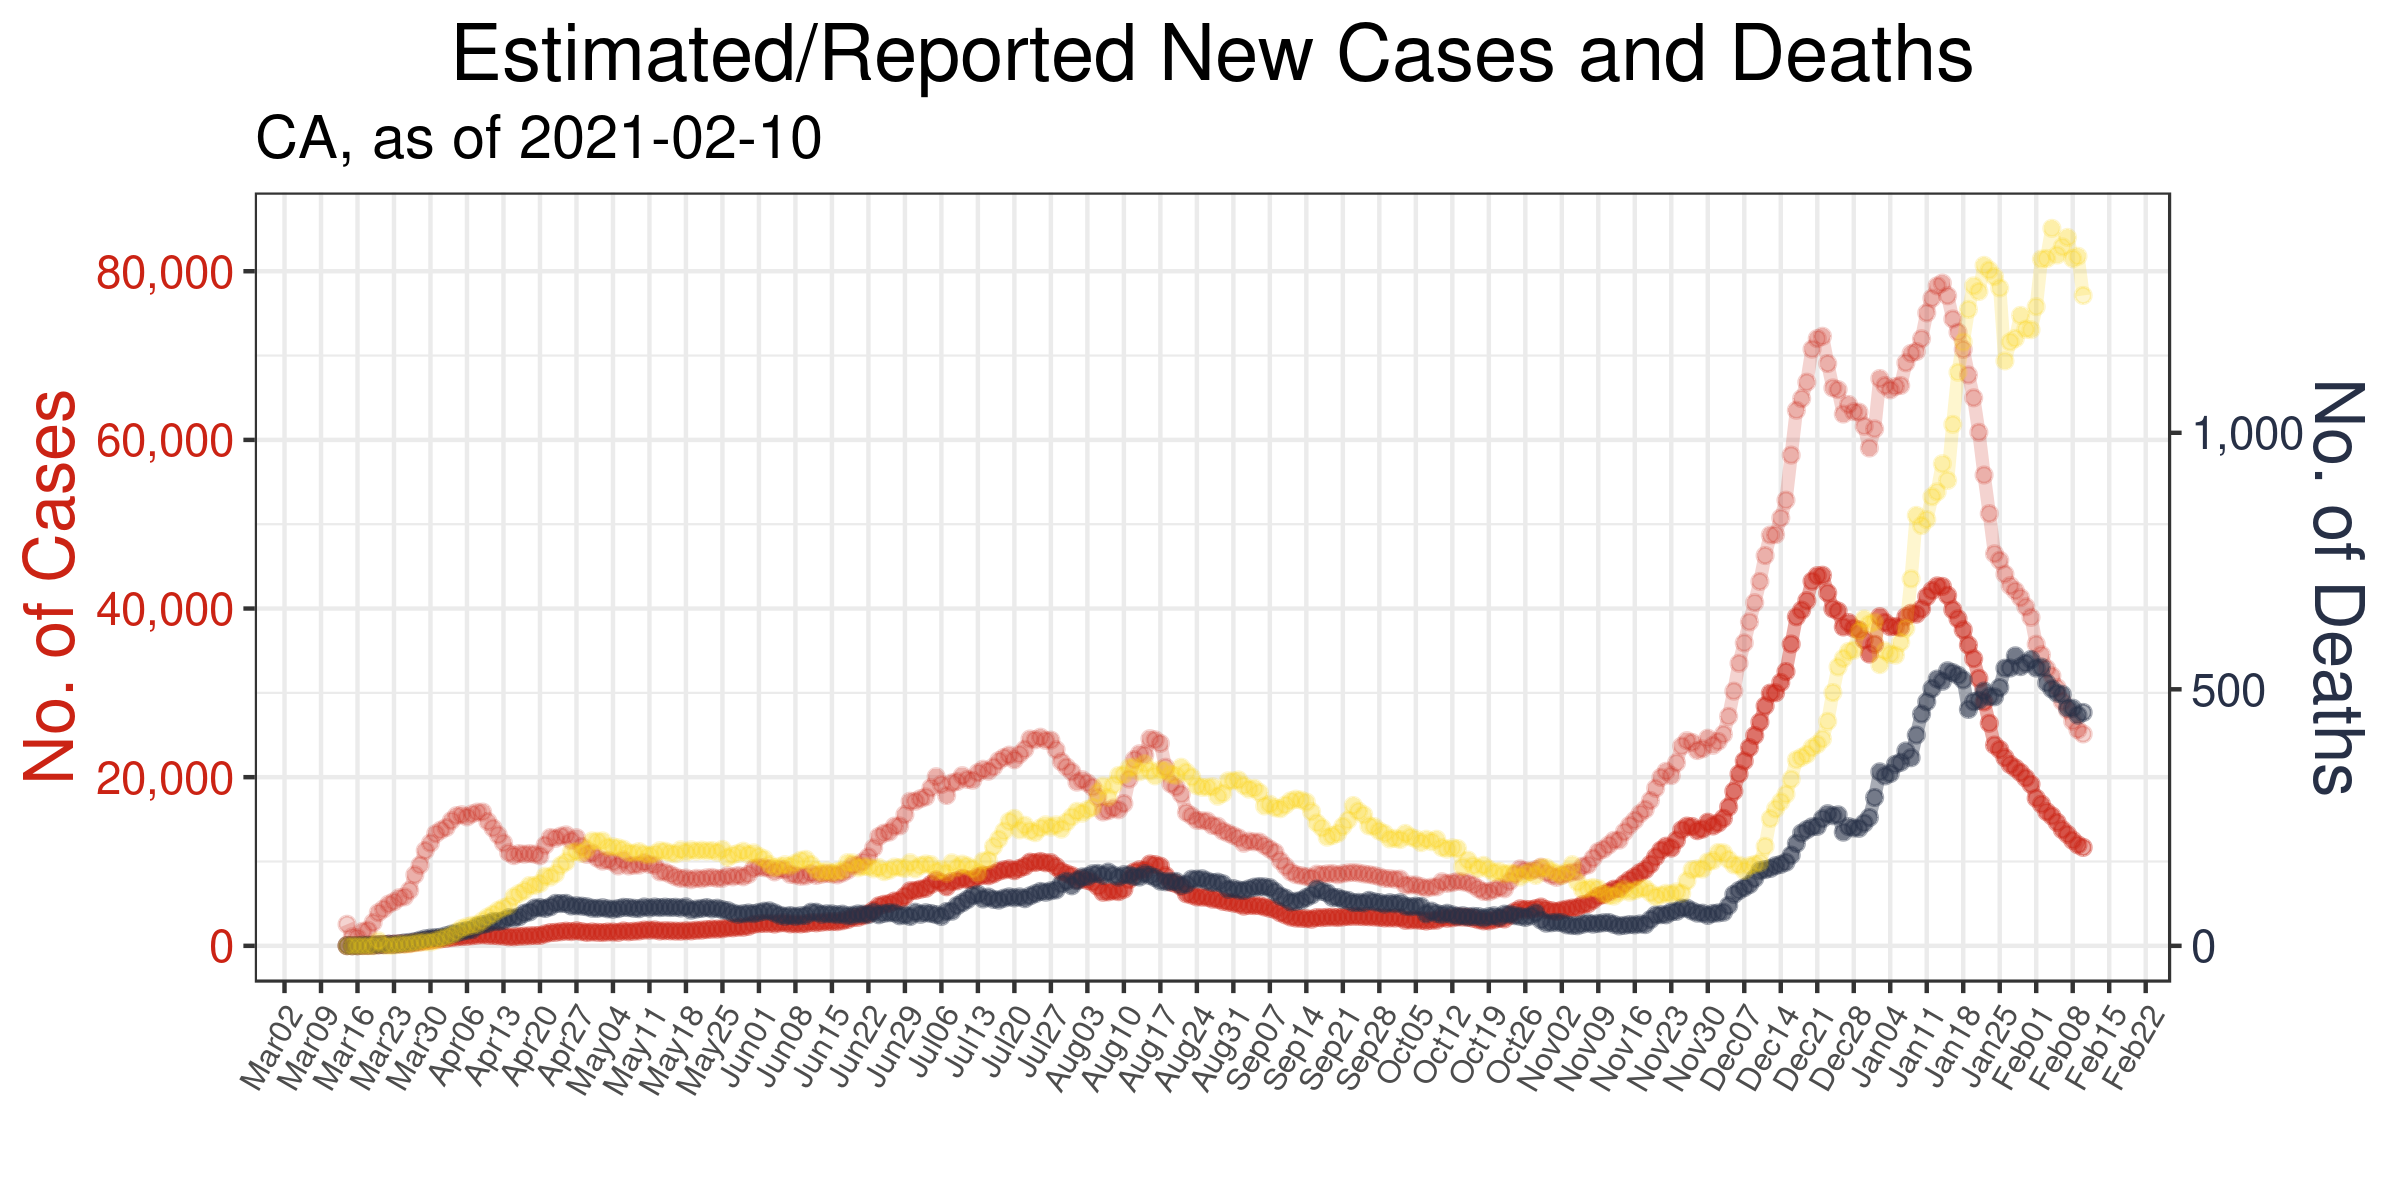 Estimated/Reported New Cases and Deaths
CA, as of 2021-02-10
No. of Cases
80,000
60,000
40,000
20,000
0
No. of Deaths
1,000
500
0
Mar02
Mar09
Mar16
Mar23
Mar30
Apr06
Apr13
Apr20
Apr27
May04
May11
May18
May25
Jun01
Jun08
Jun15
Jun22
Jun29
Jul06
Jul13
Jul20
Jul27
Aug03
Aug10
Aug17
Aug24
Aug31
Sep07
Sep14
Sep21
Sep28
Oct05
Oct12
Oct19
Oct26
Nov02
Nov09
Nov16
Nov23
Nov30
Dec07
Dec14
Dec21
Dec28
Dec04
Jan11
Jan18
Jan25
Feb01
Feb08
Feb15
Feb22